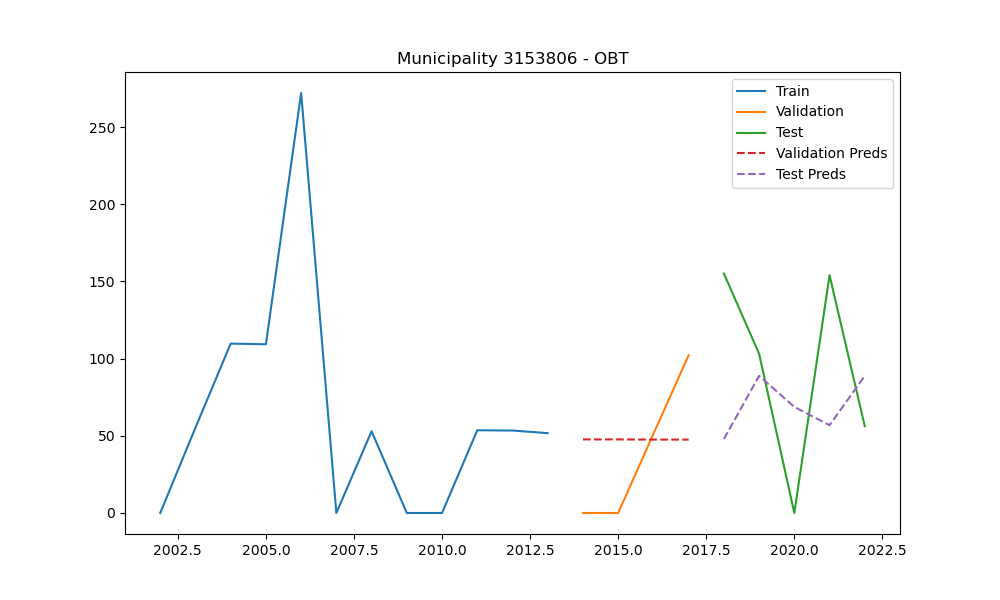 Municipality 3153806 - OBT
Train
Validation
Test
Validation Preds
Test Preds
250
200
150
100
50
0
2002.5 2005.0 2007.5 2010.0 2012.5 2015.0 2017.5 2020.0 2022.5